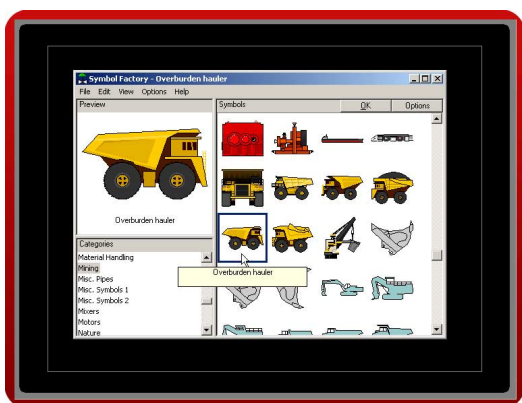 Symbol Factory - Overburden hauler
File Edit View Options Help
Preview
Symbols
OK
Options
Overburden hauler
Categories
Material Handling
Mining
Misc. Pipes
Misc. Symbols 1
Misc. Symbols 2
Mixers
Motors
Nature
Overburden hauler